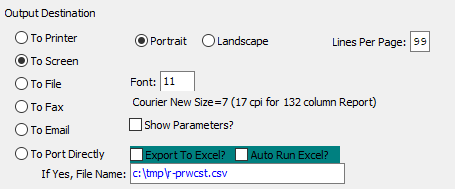 Output Destination
To Printer
Portrait
Landscape
Lines Per Page: 99
To Screen
To File
Font: 11
To Fax
Courier New Size=7 (17 cpi for 132 column Report)
To Email
Show Parameters?
To Port Directly
Export To Excel?
Auto Run Excel?
If Yes, File Name: c:\tmp\r-prwcst.csv